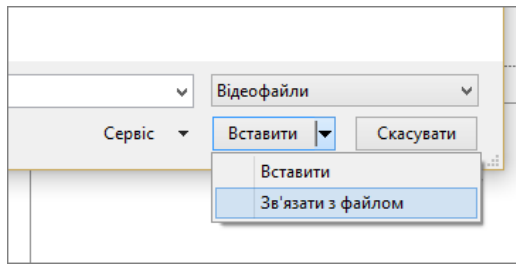 Відеофайли
Сервіс Вставити Скасувати
Вставити
Зв'язати з файлом